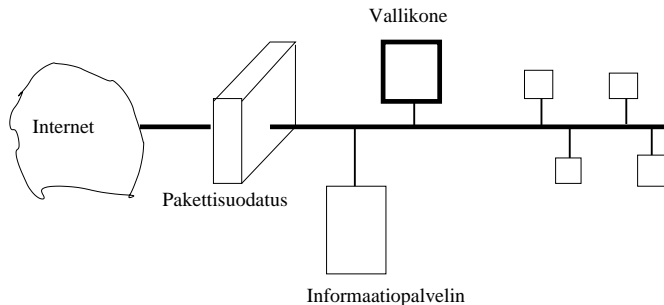 Vallikone
Internet
Pakettisuodatus
Informaatiopalvelin